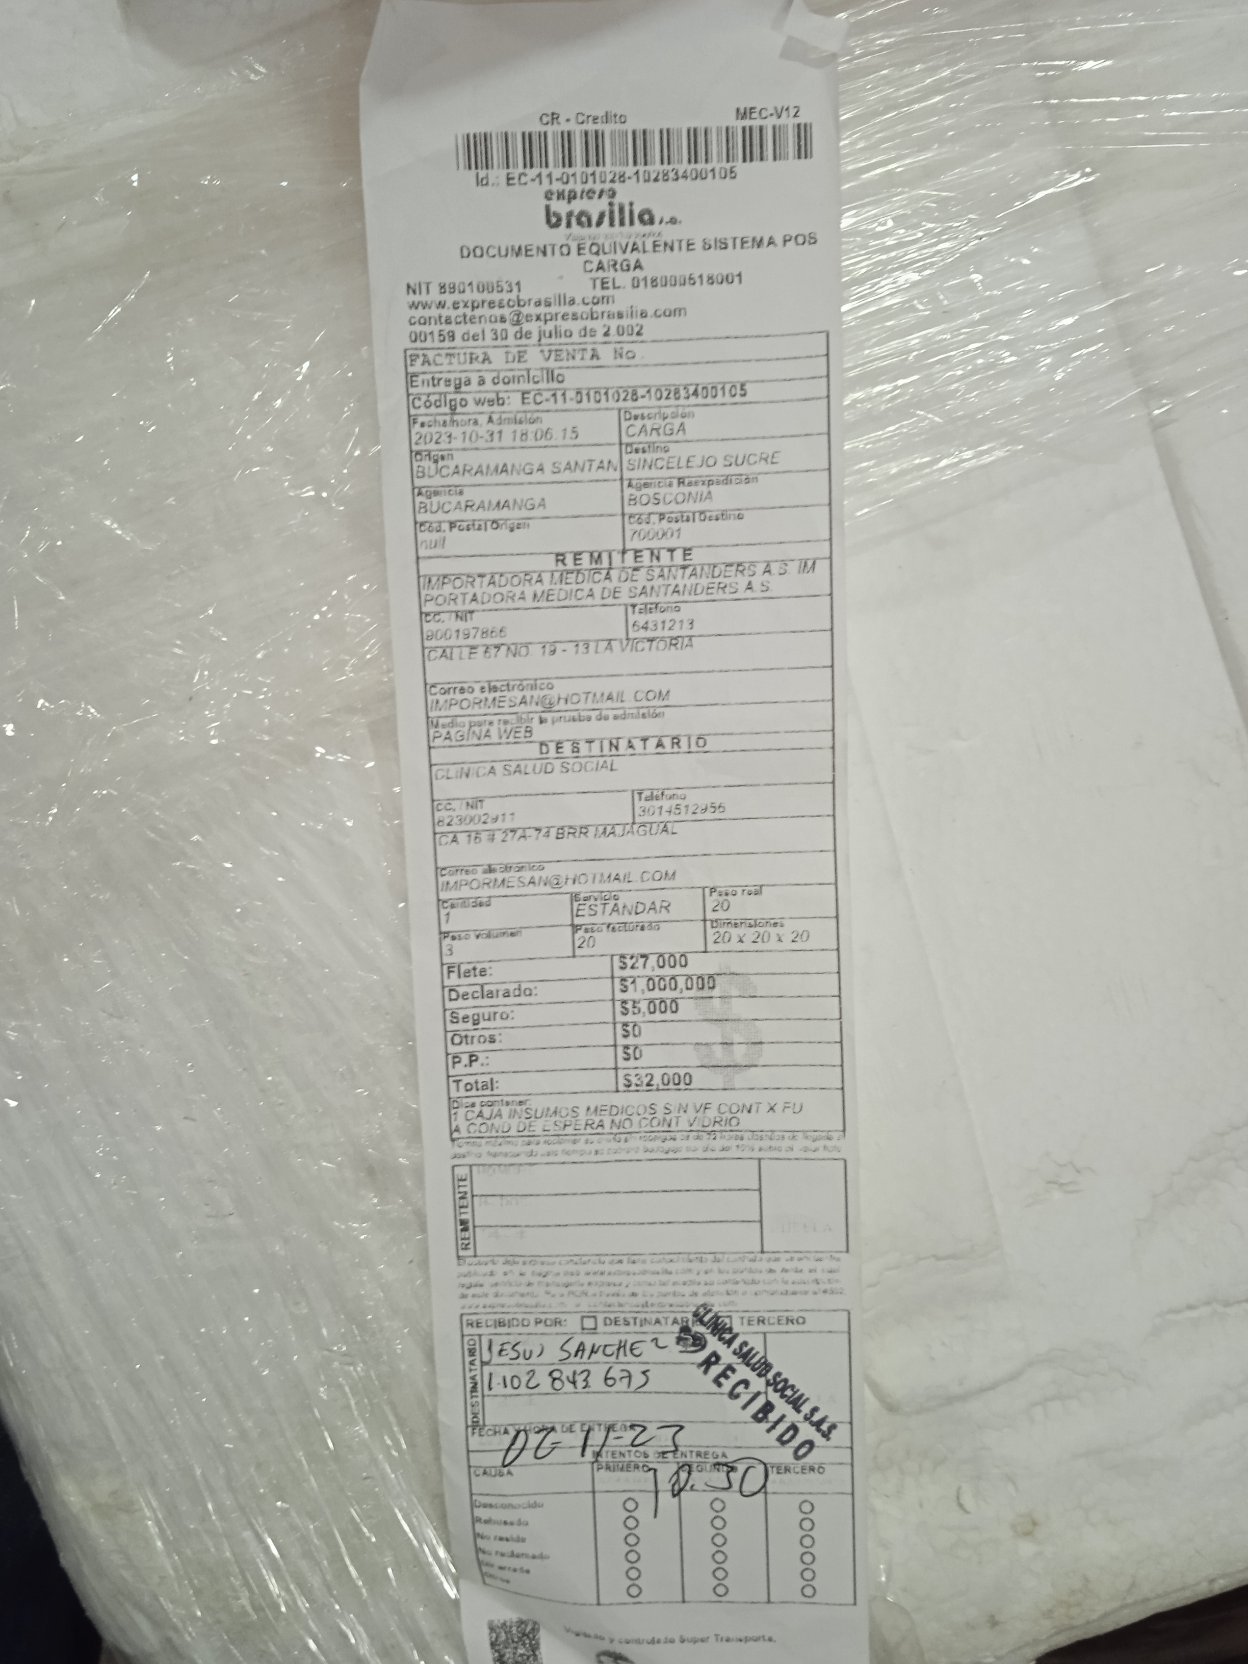 CR - Credito MEC-V12
Id.: EC-11-0101028-10283400105
expreso
brasilia s.a.
DOCUMENTO EQUIVALENTE SISTEMA POS
CARGA
NIT 890100531 TEL. 018000518001
www.expresobrasilia.com
contactenos@expresobrasilia.com
00159 del 30 de julio de 2.002
FACTURA DE VENTA No.
Entrega a domicilio
Código web: EC-11-0101028-10283400105
Fecha/hora, Admisión Descripción
2023-10-31 18:06:15 CARGA
Origen Destino
BUCARAMANGA SANTAN SINCELEJO SUCRE
Agencia Agencia Reexpedición
BUCARAMANGA BOSCONIA
Cód. Postal Origen Cód. Postal Destino
null 700001
REMITENTE
IMPORTADORA MEDICA DE SANTANDERS A.S. IM
PORTADORA MEDICA DE SANTANDERS A.S.
CC. / NIT Teléfono
900197866 6431213
CALLE 67 NO. 19 - 13 LA VICTORIA
Correo electrónico
IMPORMESAN@HOTMAIL.COM
Medio para recibir la prueba de admisión
PAGINA WEB
DESTINATARIO
CLINICA SALUD SOCIAL
CC. / NIT Teléfono
823002911 3014512956
CA 16 # 27A-74 BRR MAJAGUAL
Correo electrónico
IMPORMESAN@HOTMAIL.COM
Cantidad Servicio Peso real
1 ESTANDAR 20
Peso volumen Peso facturado Dimensiones
3 20 20 x 20 x 20
Flete: $27,000
Declarado: $1,000,000
Seguro: $5,000
Otros: $0
P.P.: $0
Total: $32,000
Dice contener:
1 CAJA INSUMOS MEDICOS SIN VF CONT X FU
A COND DE ESPERA NO CONT VIDRIO
REMITENTE
RECIBIDO POR: DESTINATARIO TERCERO
DESTINATARIO
JESUS SANCHEZ
1.102 843 675
CLINICA SALUD SOCIAL S.A.S.
RECIBIDO
FECHA Y HORA DE ENTREGA
02-11-23
INTENTOS DE ENTREGA
CAUSA PRIMERO SEGUNDO TERCERO
10:30
Desconocido
Rehusado
No reside
No reclamado
Dir errada
Otros
Vigilado y controlado Super Transporte.